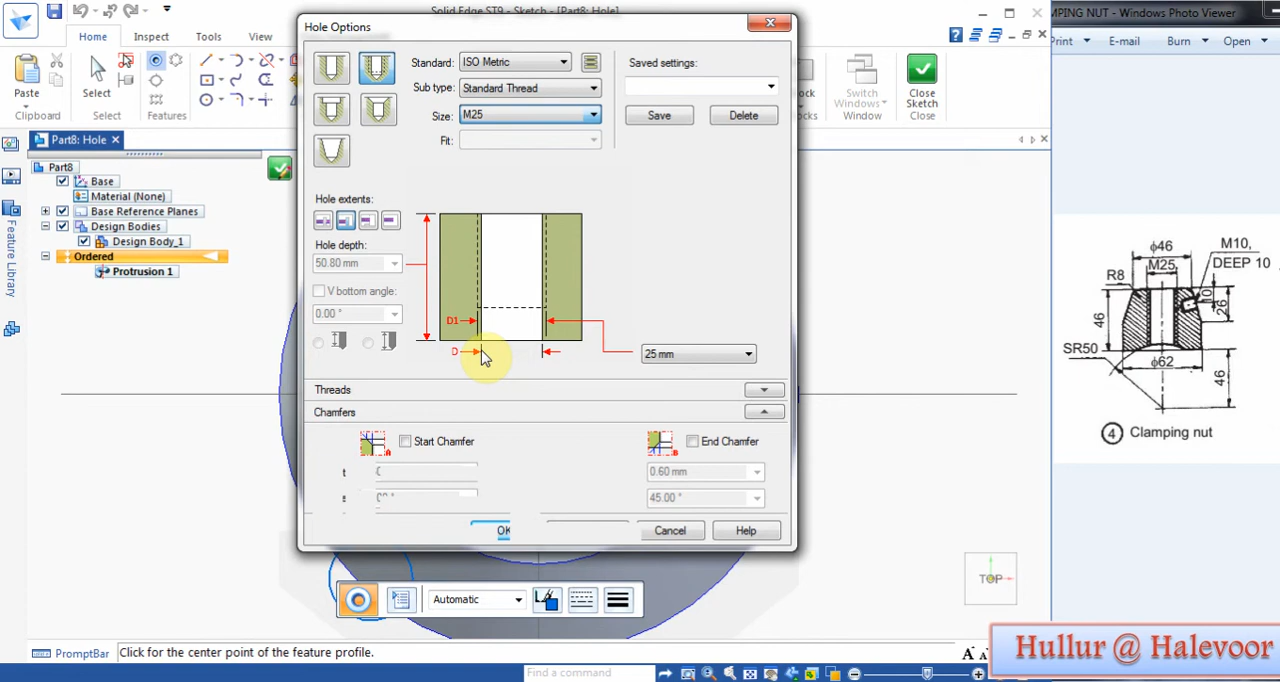 Solid Edge ST9 - Sketch - [Part8: Hole]
MPING NUT - Windows Photo Viewer
Home
Inspect
Tools
View
Print
E-mail
Burn
Open
Paste
Clipboard
Select
Select
Features
Switch
Windows
Window
Close
Sketch
Close
Part8: Hole
Part8
Base
Material (None)
Base Reference Planes
Design Bodies
Design Body_1
Ordered
Protrusion 1
Feature Library
Hole Options
Standard:
ISO Metric
Sub type:
Standard Thread
Size:
M25
Fit:
Saved settings:
Save
Delete
Hole extents:
Hole depth:
50.80 mm
V bottom angle:
0.00 °
D1
D
25 mm
Threads
Chamfers
Start Chamfer
End Chamfer
0.60 mm
45.00 °
OK
Cancel
Help
Automatic
TOP
ϕ46
M25
M10,
DEEP 10
R8
10
26
46
SR50
ϕ62
46
4 Clamping nut
PromptBar
Click for the center point of the feature profile.
Find a command
Hullur @ Halevoor